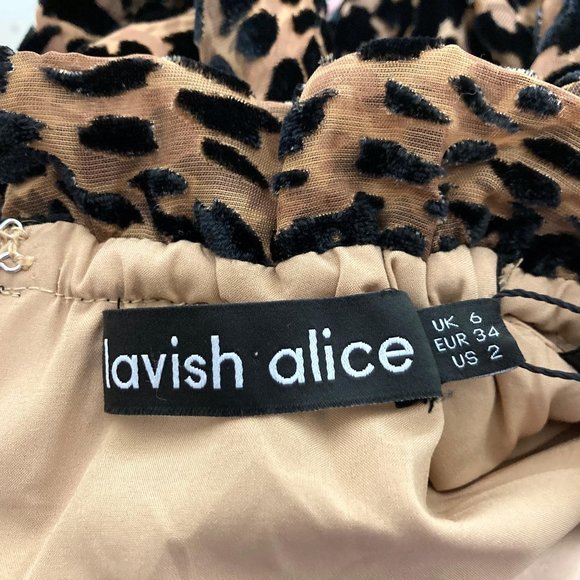 lavish alice
UK 6
EUR 34
US 2